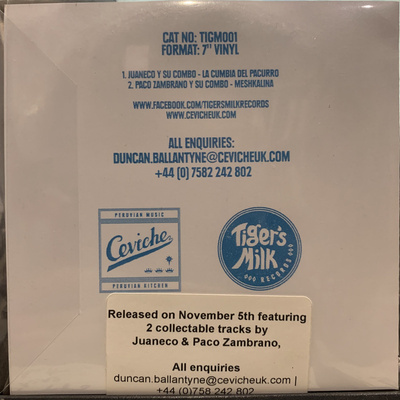 CAT NO: TIGM001
FORMAT: 7" VINYL
1. JUANECO Y SU COMBO - LA CUMBIA DEL PACURRO
2. PACO ZAMBRANO Y SU COMBO - MESHKALINA
WWW.FACEBOOK.COM/TIGERSMILKRECORDS
WWW.CEVICHEUK.COM
ALL ENQUIRIES:
DUNCAN.BALLANTYNE@CEVICHEUK.COM
+44 (0) 7582 242 802
PERUVIAN MUSIC
Ceviche
PERUVIAN KITCHEN
Tiger's
Milk
RECORDS
Released on November 5th featuring
2 collectable tracks by
Juaneco & Paco Zambrano,
All enquiries
duncan.ballantyne@cevicheuk.com |
+44 (0)7582 242 802